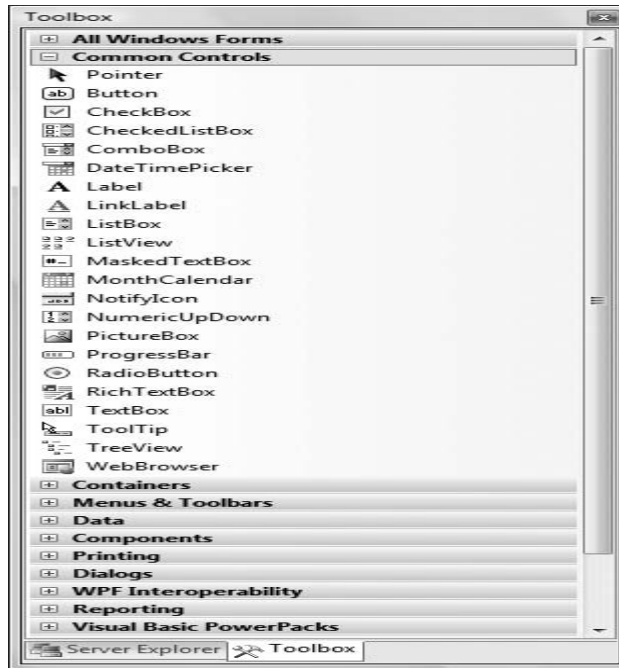 Toolbox
All Windows Forms
Common Controls
Pointer
Button
CheckBox
CheckedListBox
ComboBox
DateTimePicker
Label
LinkLabel
ListBox
ListView
MaskedTextBox
MonthCalendar
NotifyIcon
NumericUpDown
PictureBox
ProgressBar
RadioButton
RichTextBox
TextBox
ToolTip
TreeView
WebBrowser
Containers
Menus & Toolbars
Data
Components
Printing
Dialogs
WPF Interoperability
Reporting
Visual Basic PowerPacks
Server Explorer Toolbox